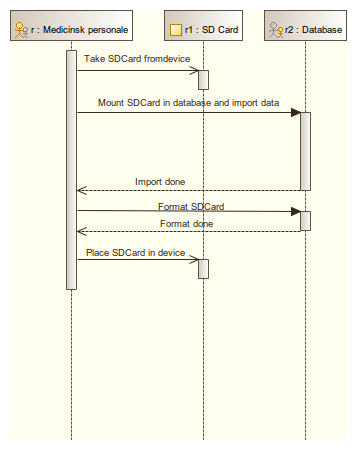 r : Medicinsk personale
r1 : SD Card
r2 : Database
Take SDCard fromdevice
Mount SDCard in database and import data
Import done
Format SDCard
Format done
Place SDCard in device